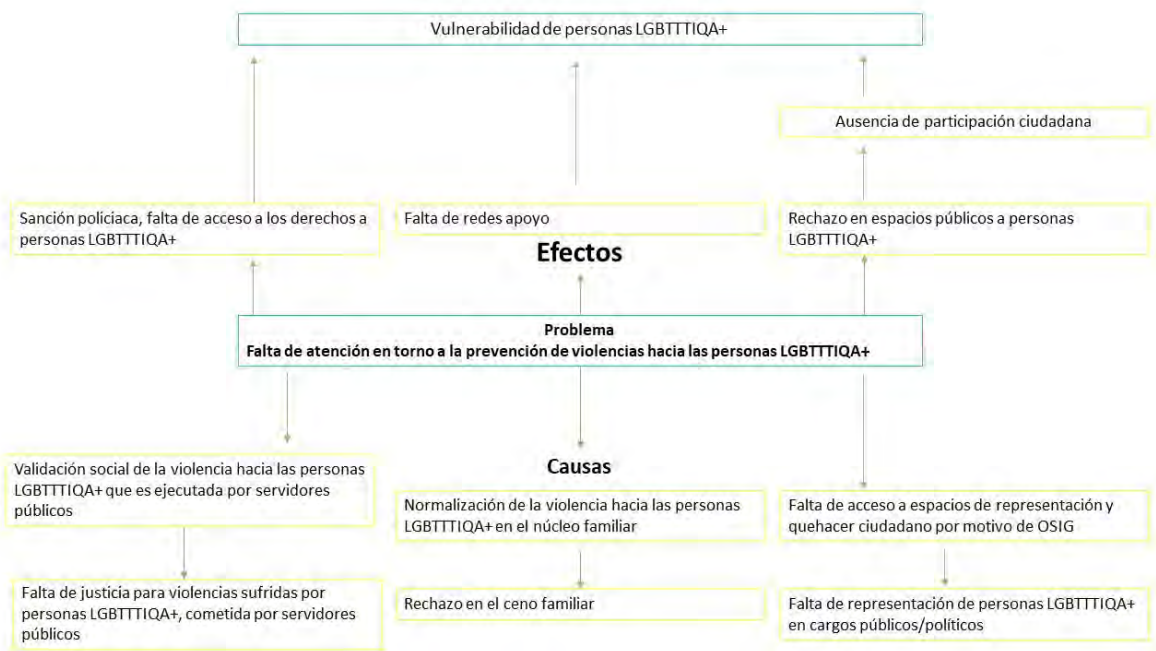 Vulnerabilidad de personas LGBTTTIQA+
Ausencia de participación ciudadana
Sanción policiaca, falta de acceso a los derechos a
personas LGBTTTIQA+
Falta de redes apoyo
Rechazo en espacios públicos a personas
LGBTTTIQA+
Efectos
Problema
Falta de atención en torno a la prevención de violencias hacia las personas LGBTTTIQA+
Causas
Validación social de la violencia hacia las personas
LGBTTTIQA+ que es ejecutada por servidores
públicos
Normalización de la violencia hacia las personas
LGBTTTIQA+ en el núcleo familiar
Falta de acceso a espacios de representación y
quehacer ciudadano por motivo de OSIG
Falta de justicia para violencias sufridas por
personas LGBTTTIQA+, cometida por servidores
públicos
Rechazo en el ceno familiar
Falta de representación de personas LGBTTTIQA+
en cargos públicos/políticos